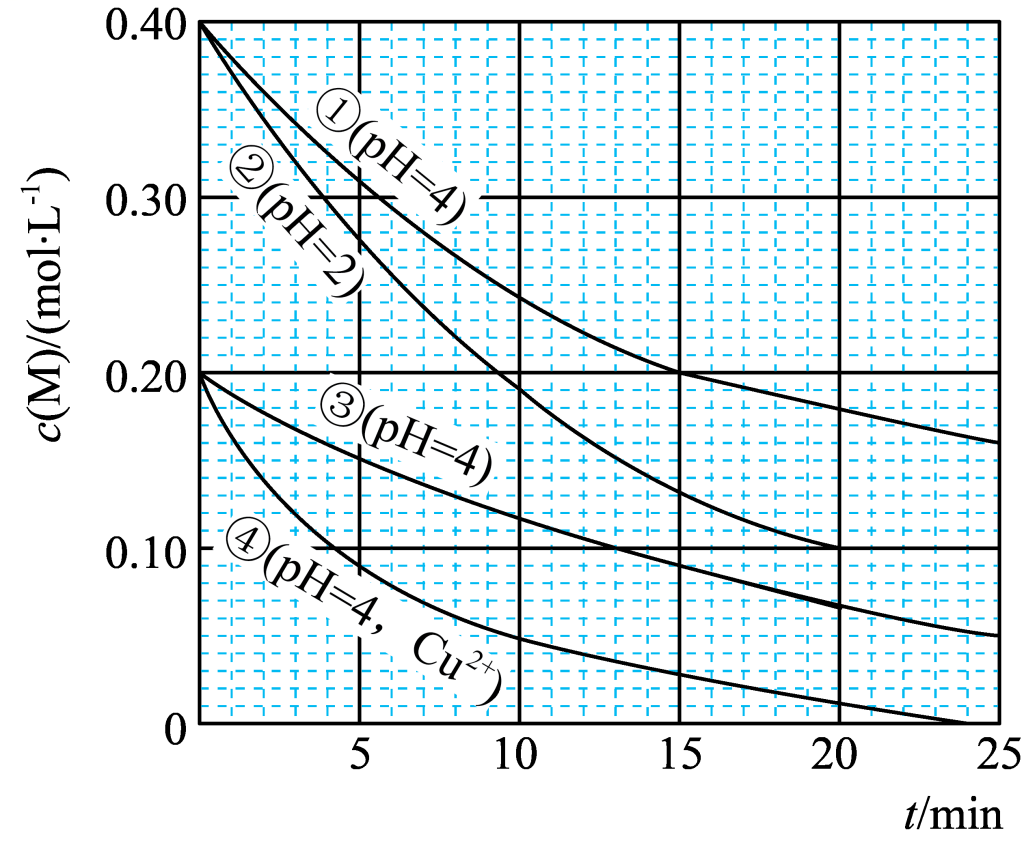 0.40
①(pH=4)
②(pH=2)
0.30
c(M)/(mol·L⁻¹)
0.20
③(pH=4)
0.10
④(pH=4, Cu²⁺)
0
5 10 15 20 25
t/min